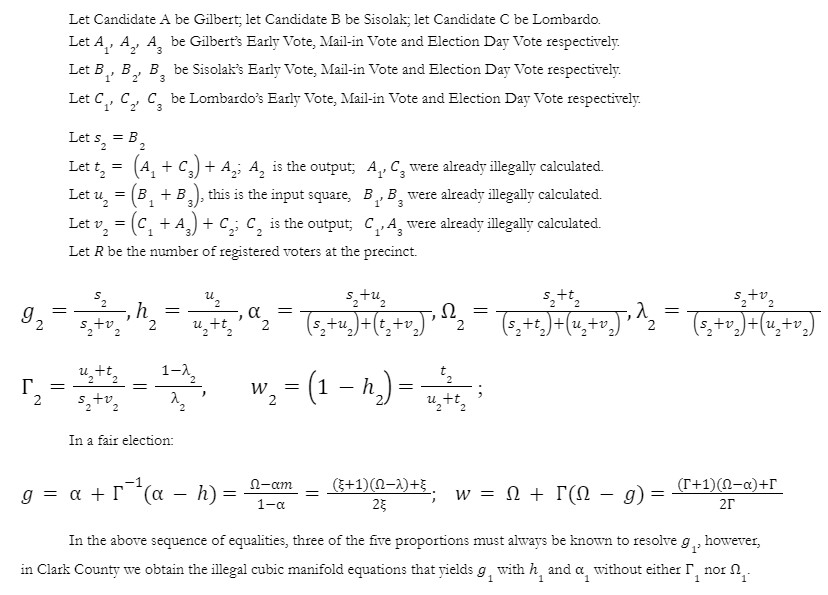 Let Candidate A be Gilbert; let Candidate B be Sisolak; let Candidate C be Lombardo.
Let A₁, A₂, A₃ be Gilbert's Early Vote, Mail-in Vote and Election Day Vote respectively.
Let B₁, B₂, B₃ be Sisolak's Early Vote, Mail-in Vote and Election Day Vote respectively.
Let C₁, C₂, C₃ be Lombardo's Early Vote, Mail-in Vote and Election Day Vote respectively.
Let s₂ = B₂
Let t₂ = (A₁ + C₃) + A₂; A₂ is the output; A₁, C₃ were already illegally calculated.
Let u₂ = (B₁ + B₃), this is the input square, B₁, B₃ were already illegally calculated.
Let v₂ = (C₁ + A₃) + C₂; C₂ is the output; C₁, A₃ were already illegally calculated.
Let R be the number of registered voters at the precinct.
g₂ = s₂/(s₂+v₂), h₂ = u₂/(u₂+t₂), α₂ = (s₂+u₂)/((s₂+u₂)+(t₂+v₂)), Ω₂ = (s₂+t₂)/((s₂+t₂)+(u₂+v₂)), λ₂ = (s₂+v₂)/((s₂+v₂)+(u₂+v₂))
Γ₂ = (u₂+t₂)/(s₂+v₂) = (1−λ₂)/λ₂, w₂ = (1 − h₂) = t₂/(u₂+t₂);
In a fair election:
g = α + Γ⁻¹(α − h) = (Ω−αm)/(1−α) = ((ξ+1)(Ω−λ)+ξ)/(2ξ); w = Ω + Γ(Ω − g) = ((Γ+1)(Ω−α)+Γ)/(2Γ)
In the above sequence of equalities, three of the five proportions must always be known to resolve g₁, however,
in Clark County we obtain the illegal cubic manifold equations that yields g₁ with h₁ and α₁ without either Γ₁ nor Ω₁.